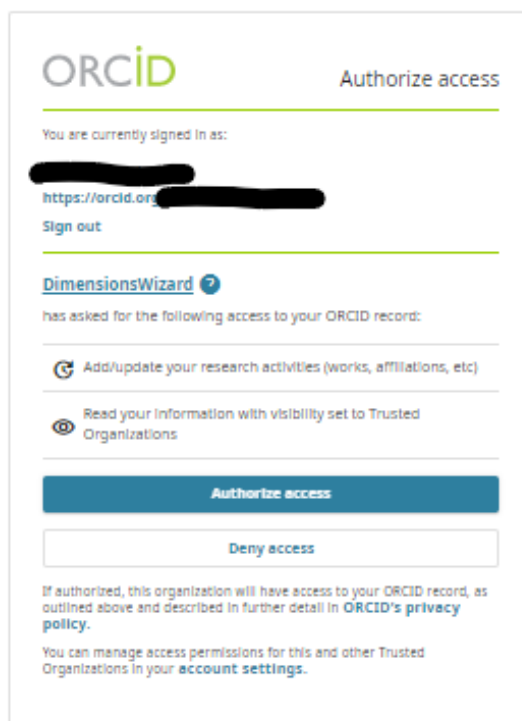 ORCiD
Authorize access
You are currently signed in as:
https://orcid.org
Sign out
DimensionsWizard ?
has asked for the following access to your ORCID record:
Add/update your research activities (works, affiliations, etc)
Read your information with visibility set to Trusted
Organizations
Authorize access
Deny access
If authorized, this organization will have access to your ORCID record, as
outlined above and described in further detail in ORCID's privacy
policy.
You can manage access permissions for this and other Trusted
Organizations in your account settings.